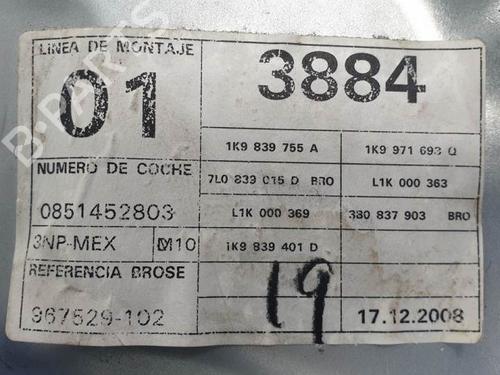 LINEA DE MONTAJE
01
3884
1K9 839 755 A
1K9 971 693 Q
NUMERO DE COCHE
7L0 839 015 D BRO
L1K 000 363
0851452803
L1K 000 369
380 837 903 BRO
3NP-MEX
M10
1K9 839 401 D
REFERENCIA BROSE
967529-102
19
17.12.2008
B-PARTS